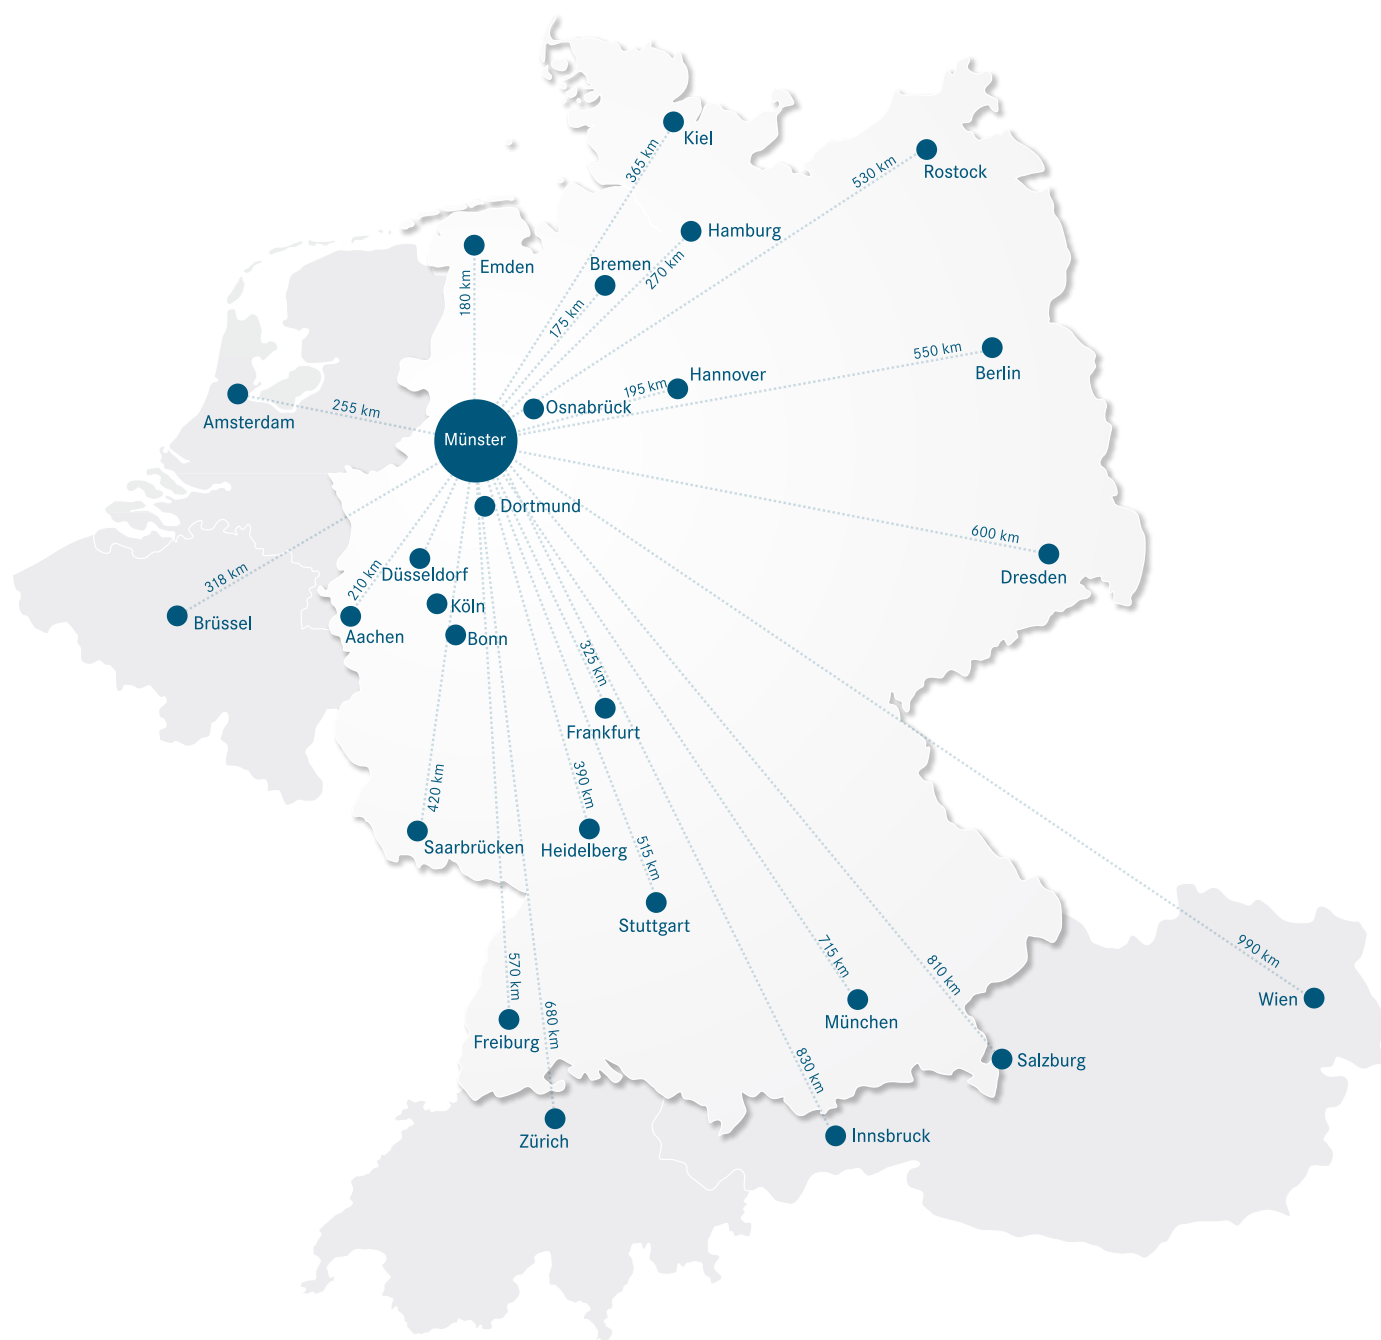 Kiel
365 km
530 km
Rostock
Hamburg
Emden
Bremen
270 km
180 km
175 km
550 km
Berlin
Hannover
195 km
Osnabrück
255 km
Amsterdam
Münster
Dortmund
600 km
Dresden
318 km
210 km
Düsseldorf
Köln
Brüssel
Aachen
Bonn
325 km
Frankfurt
420 km
390 km
Saarbrücken
Heidelberg
515 km
Stuttgart
990 km
715 km
810 km
570 km
Wien
680 km
München
Freiburg
830 km
Salzburg
Zürich
Innsbruck